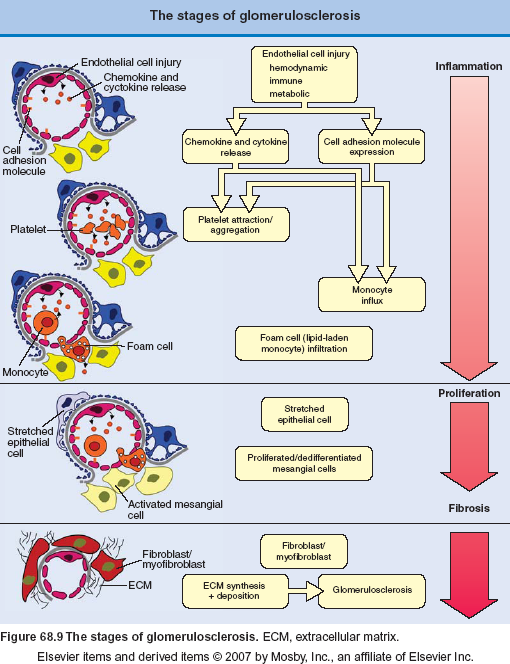 The stages of glomerulosclerosis
Endothelial cell injury
Chemokine and
cyctokine release
Cell
adhesion
molecule
Platelet
Monocyte
Foam cell
Endothelial cell injury
hemodynamic
immune
metabolic
Chemokine and cytokine
release
Cell adhesion molecule
expression
Platelet attraction/
aggregation
Monocyte
influx
Foam cell (lipid-laden
monocyte) infiltration
Inflammation
Stretched
epithelial
cell
Activated mesangial
cell
Stretched
epithelial cell
Proliferated/dedifferentiated
mesangial cells
Proliferation
Fibrosis
Fibroblast/
myofibroblast
ECM
Fibroblast/
myofibroblast
ECM synthesis
+ deposition
Glomerulosclerosis
Figure 68.9 The stages of glomerulosclerosis. ECM, extracellular matrix.
Elsevier items and derived items © 2007 by Mosby, Inc., an affiliate of Elsevier Inc.